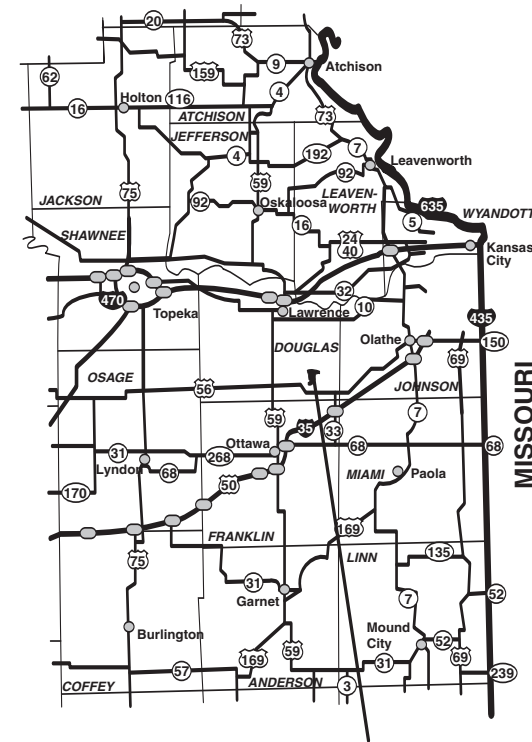 20
73
9
Atchison
159
62
4
16
Holton
116
ATCHISON
73
JEFFERSON
7
192
4
Leavenworth
92
75
59
LEAVEN-
WORTH
JACKSON
92
Oskaloosa
635
WYANDOTT
5
16
SHAWNEE
24
40
Kansas
City
32
470
10
Topeka
Lawrence
435
Olathe
150
DOUGLAS
69
OSAGE
56
JOHNSON
MISSOURI
7
59
35
33
Ottawa
68
68
31
268
Lyndon
68
MIAMI
Paola
50
170
169
FRANKLIN
135
LINN
75
31
52
Garnet
7
Mound
City
Burlington
52
59
69
169
31
57
239
COFFEY
ANDERSON
3